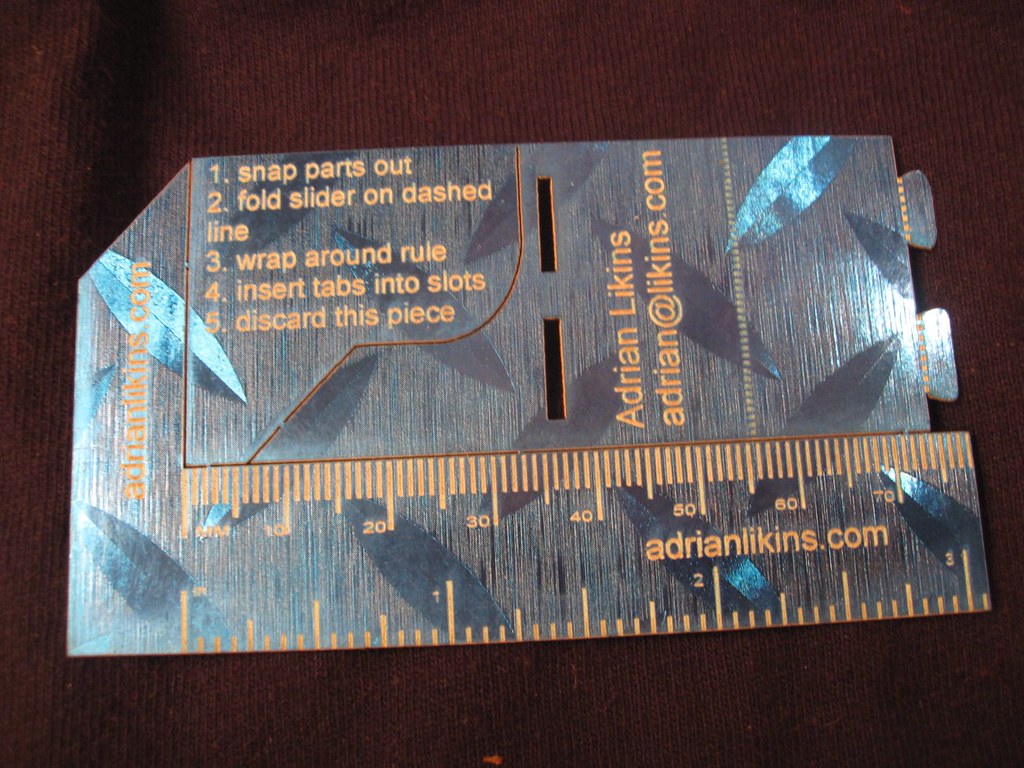 1. snap parts out
2. fold slider on dashed
line
3. wrap around rule
4. insert tabs into slots
5. discard this piece
Adrian Likins
adrian@likins.com
adrianlikins.com
MM 10 20 30 40 50 60 70
adrianlikins.com
IN 1 2 3